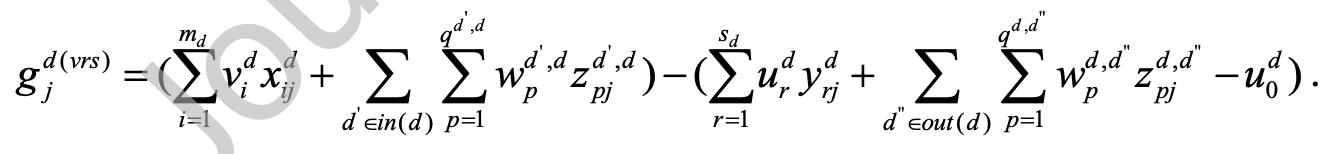 g_j^{d(vrs)} = (\sum_{i=1}^{m_d} v_i^d x_{ij}^d + \sum_{d^{'} \in in(d)} \sum_{p=1}^{q^{d^{'},d}} w_p^{d^{'},d} z_{pj}^{d^{'},d}) - (\sum_{r=1}^{s_d} u_r^d y_{rj}^d + \sum_{d^{"} \in out(d)} \sum_{p=1}^{q^{d,d^{"}}} w_p^{d,d^{"}} z_{pj}^{d,d^{"}} - u_0^d).